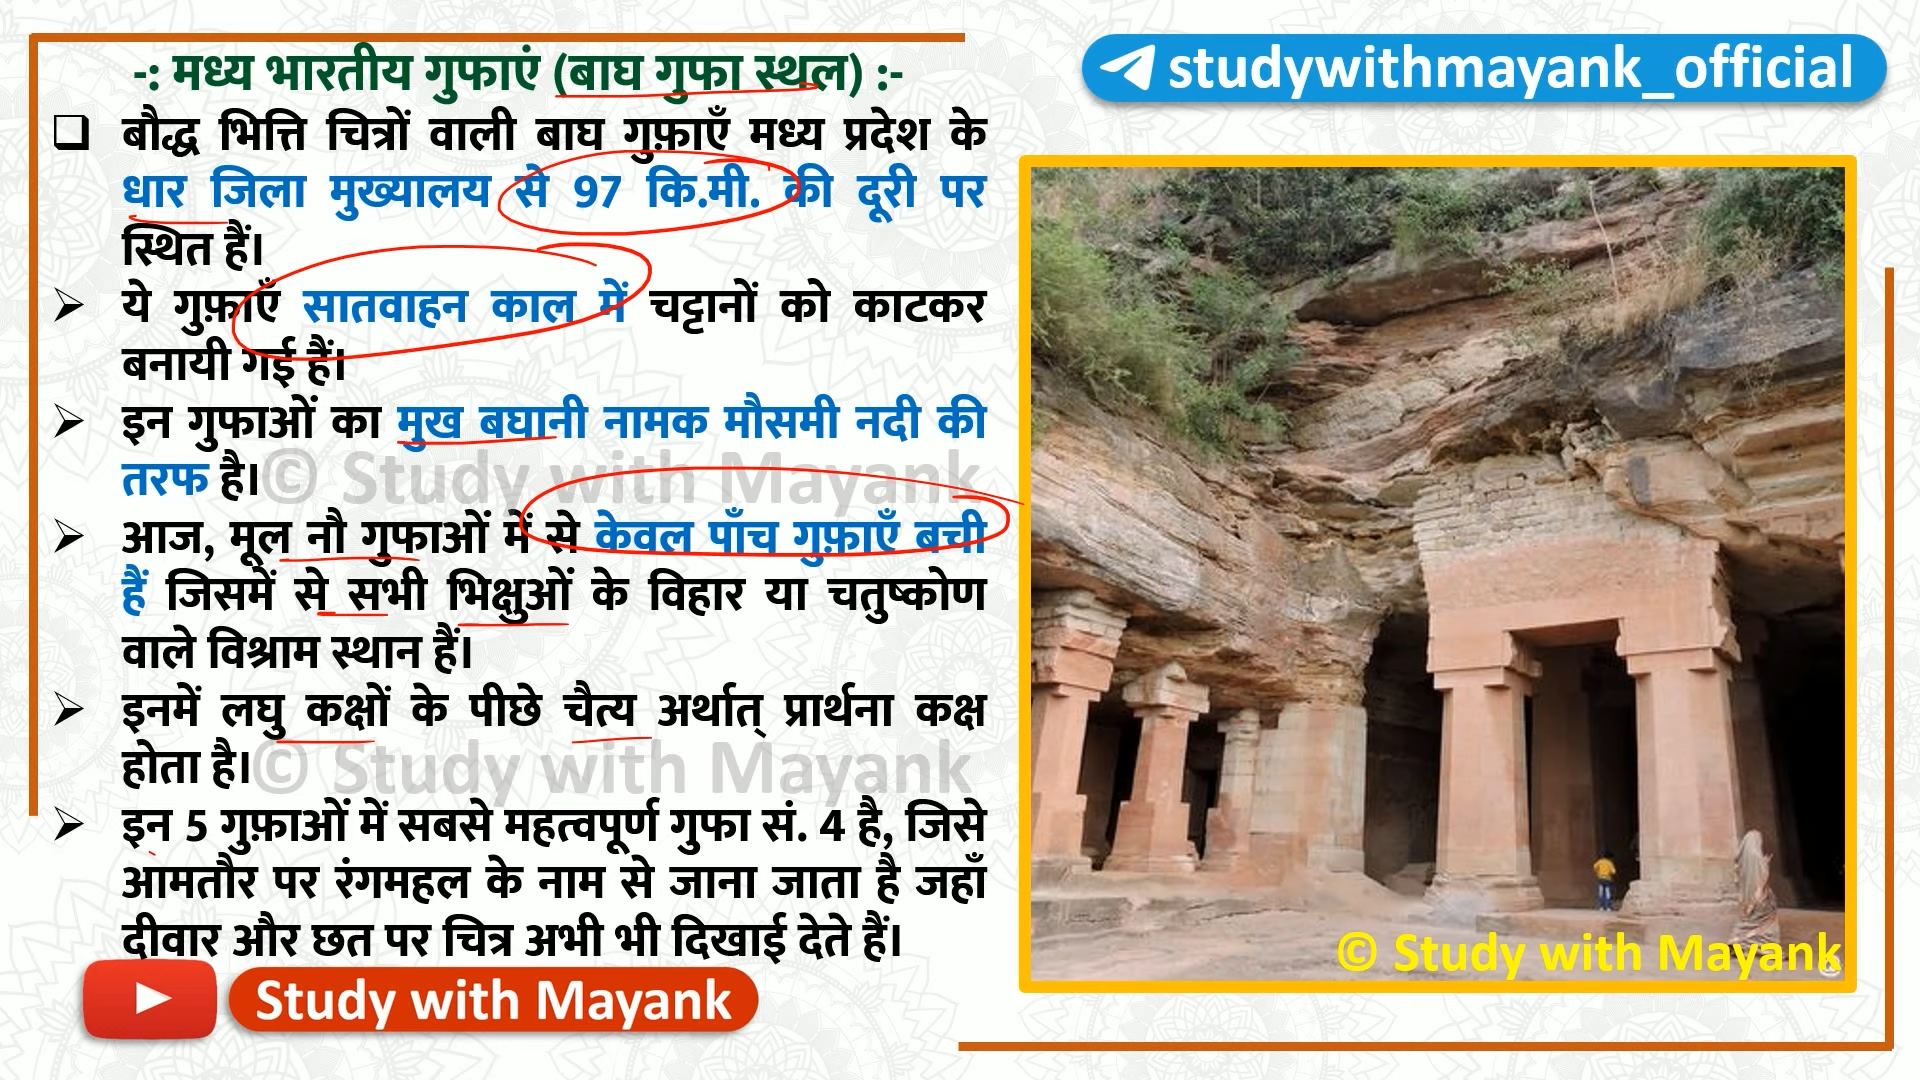 -: मध्य भारतीय गुफाएं (बाघ गुफा स्थल) :-
studywithmayank_official
बौद्ध भित्ति चित्रों वाली बाघ गुफ़ाएँ मध्य प्रदेश के
धार जिला मुख्यालय से 97 कि.मी. की दूरी पर
स्थित हैं।
ये गुफ़ाएँ सातवाहन काल में चट्टानों को काटकर
बनायी गई हैं।
इन गुफाओं का मुख बघानी नामक मौसमी नदी की
तरफ है।
© Study with Mayank
आज, मूल नौ गुफाओं में से केवल पाँच गुफ़ाएँ बची
हैं जिसमें से सभी भिक्षुओं के विहार या चतुष्कोण
वाले विश्राम स्थान हैं।
इनमें लघु कक्षों के पीछे चैत्य अर्थात् प्रार्थना कक्ष
होता है।
© Study with Mayank
इन 5 गुफ़ाओं में सबसे महत्वपूर्ण गुफा सं. 4 है, जिसे
आमतौर पर रंगमहल के नाम से जाना जाता है जहाँ
दीवार और छत पर चित्र अभी भी दिखाई देते हैं।
© Study with Mayank
Study with Mayank